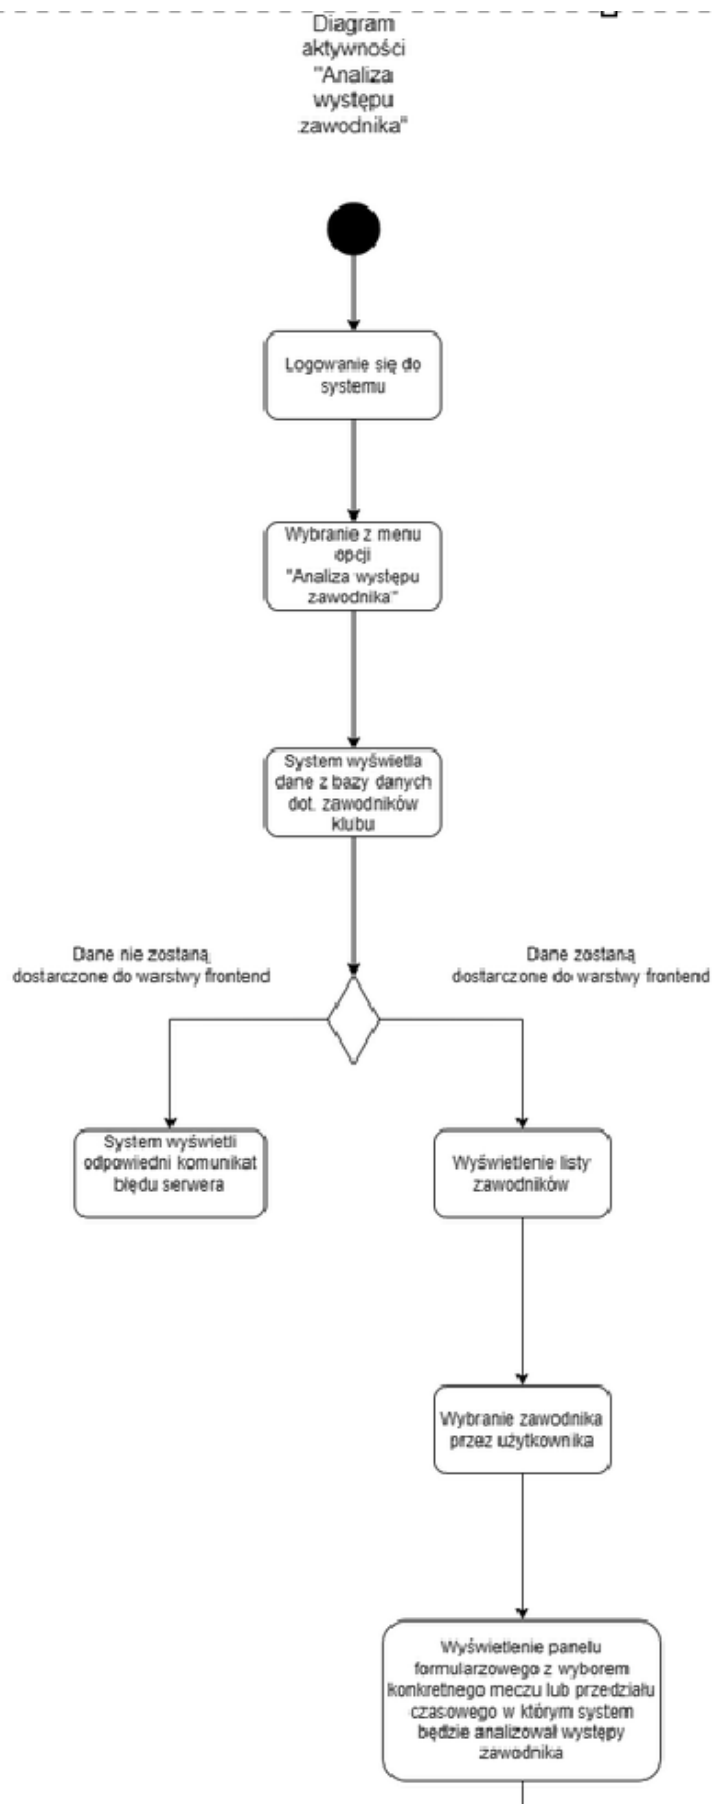 Diagram
aktywności
"Analiza
występu
zawodnika"
Logowanie się do
systemu
Wybranie z menu
opcji
"Analiza występu
zawodnika"
System wyświetla
dane z bazy danych
dot. zawodników
klubu
Dane nie zostaną
dostarczone do warstwy frontend
Dane zostaną
dostarczone do warstwy frontend
System wyświetli
odpowiedni komunikat
błędu serwera
Wyświetlenie listy
zawodników
Wybranie zawodnika
przez użytkownika
Wyświetlenie panelu
formularzowego z wyborem
konkretnego meczu lub przedziału
czasowego w którym system
będzie analizował występy
zawodnika